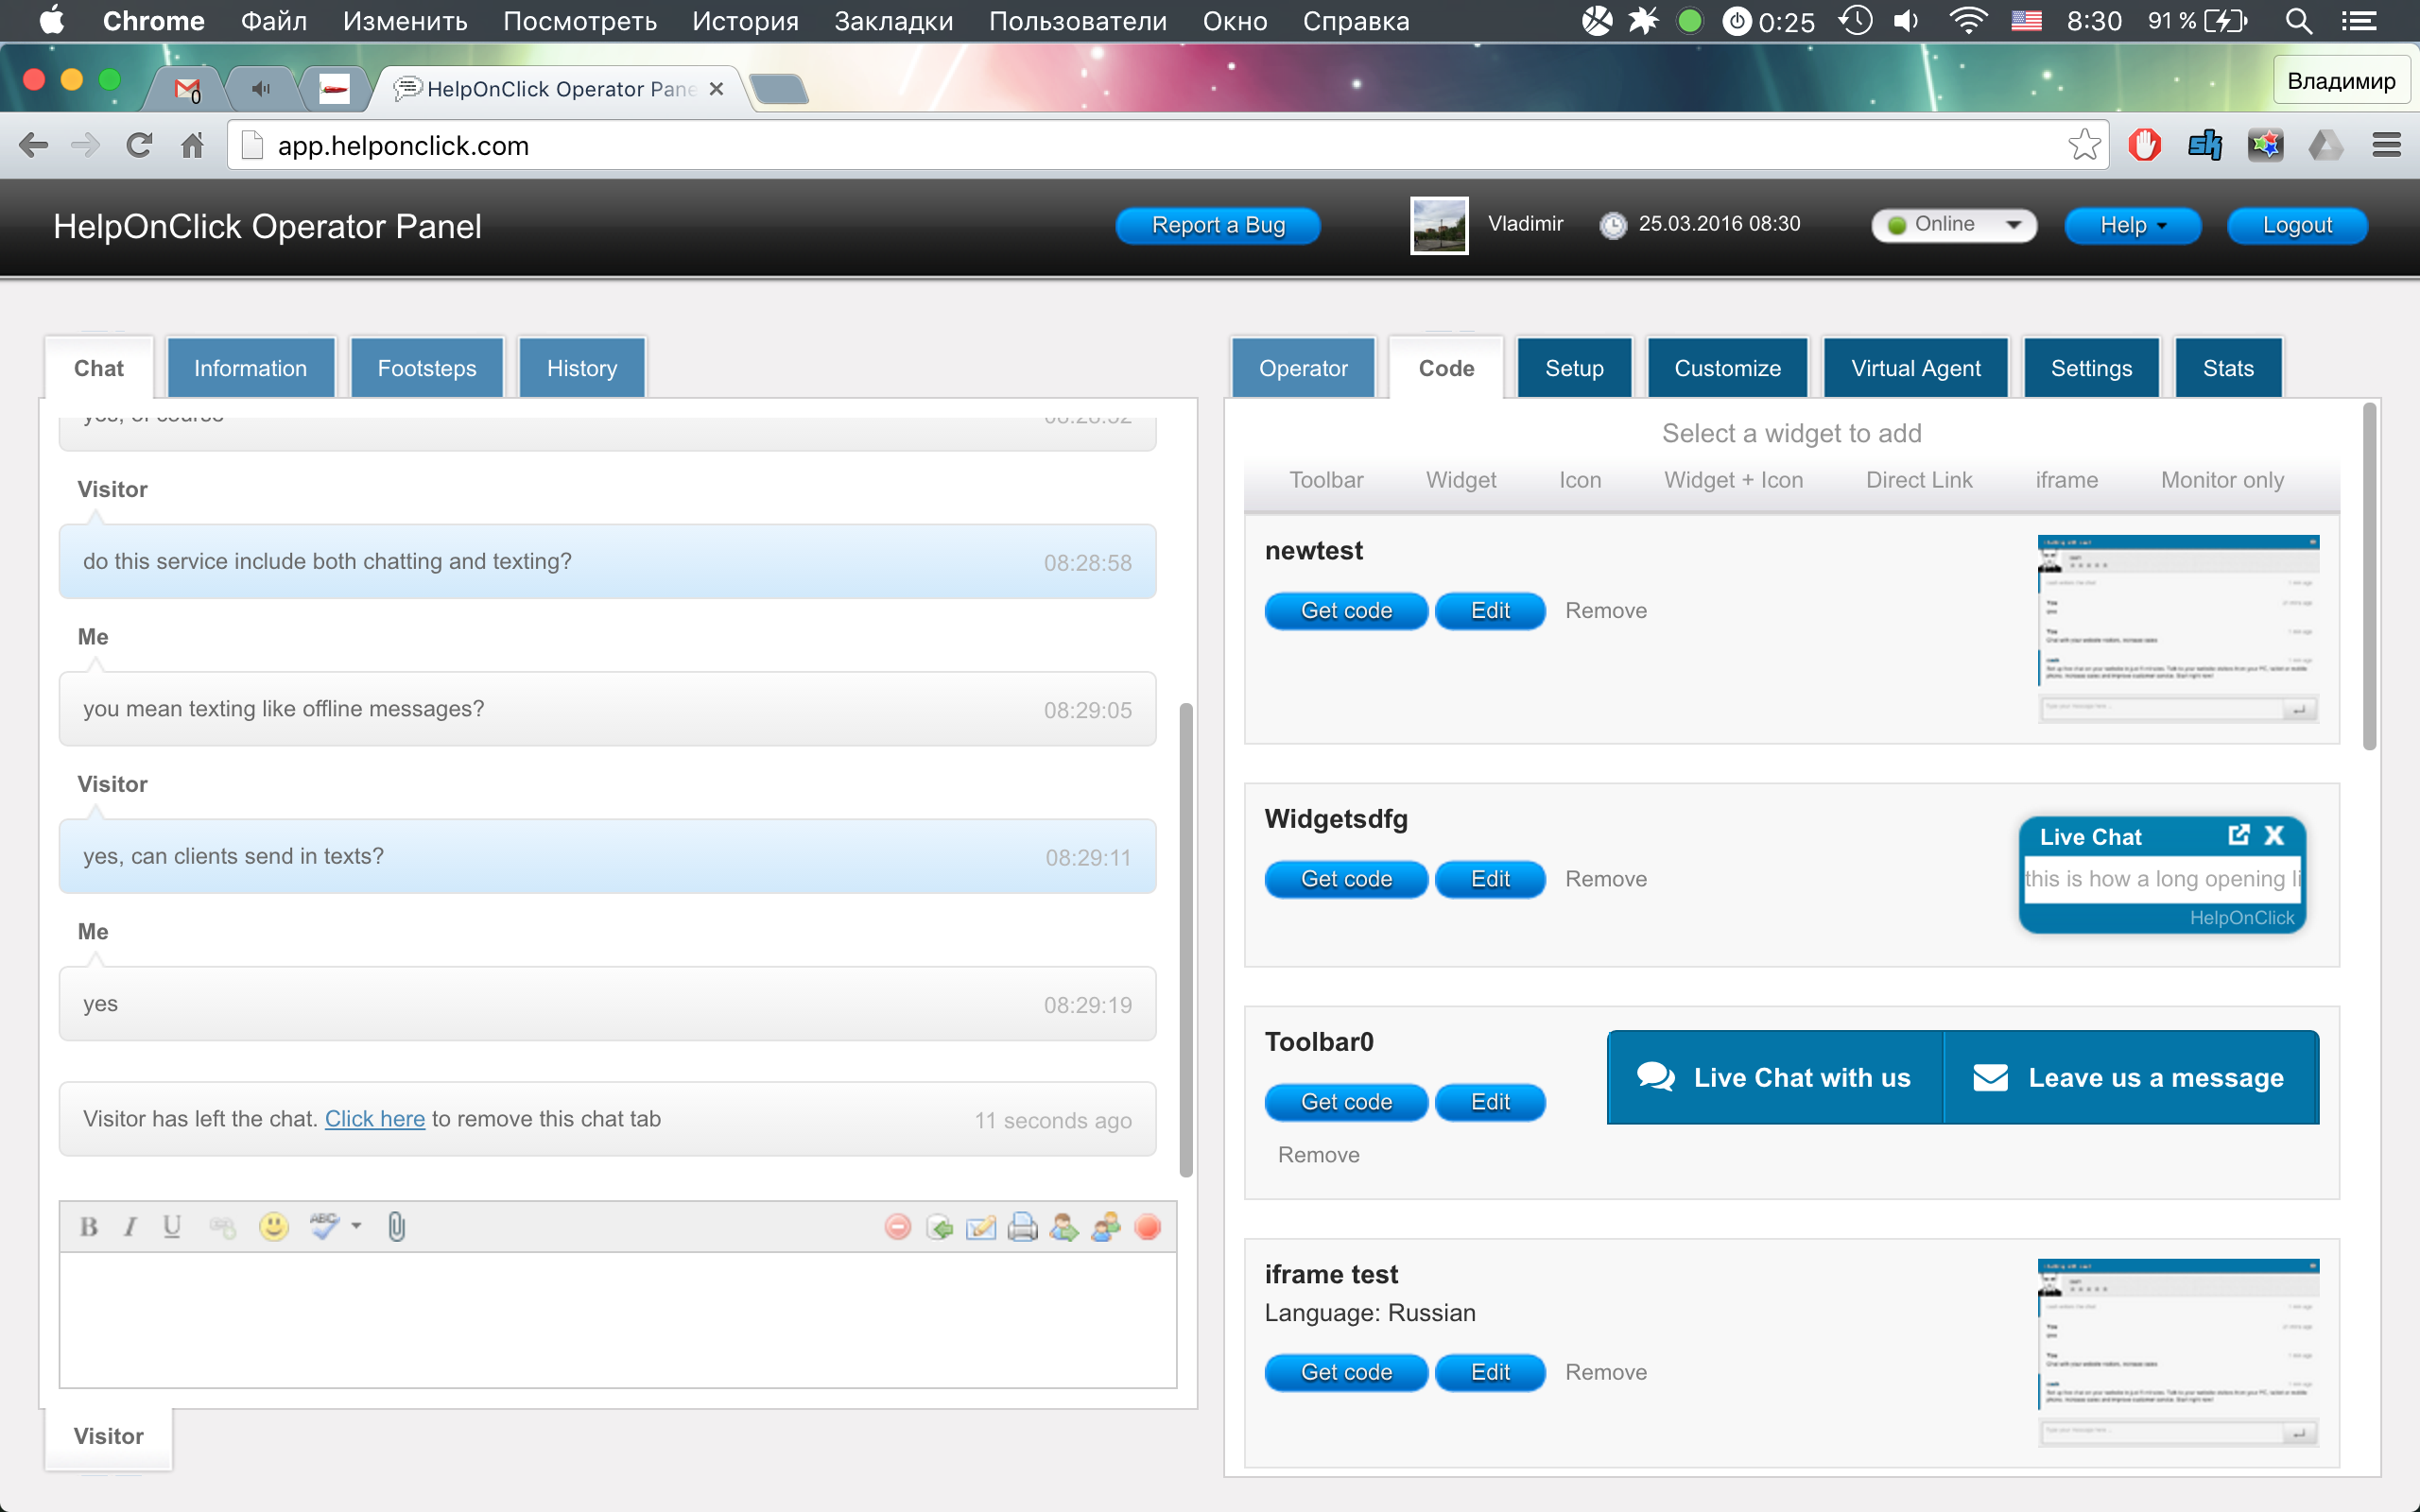 Chrome Файл Изменить Посмотреть История Закладки Пользователи Окно Справка 0:25 8:30 91 %
0 HelpOnClick Operator Pane Владимир
app.helponclick.com
HelpOnClick Operator Panel Report a Bug Vladimir 25.03.2016 08:30 Online Help Logout
Chat Information Footsteps History
yes, of course 08:28:52
Visitor
do this service include both chatting and texting? 08:28:58
Me
you mean texting like offline messages? 08:29:05
Visitor
yes, can clients send in texts? 08:29:11
Me
yes 08:29:19
Visitor has left the chat. Click here to remove this chat tab 11 seconds ago
B I U ABC
Visitor
Operator Code Setup Customize Virtual Agent Settings Stats
Select a widget to add
Toolbar Widget Icon Widget + Icon Direct Link iframe Monitor only
newtest
Get code Edit Remove
Widgetsdfg
Get code Edit Remove
Live Chat
this is how a long opening li
HelpOnClick
Toolbar0
Get code Edit
Remove
Live Chat with us Leave us a message
iframe test
Language: Russian
Get code Edit Remove